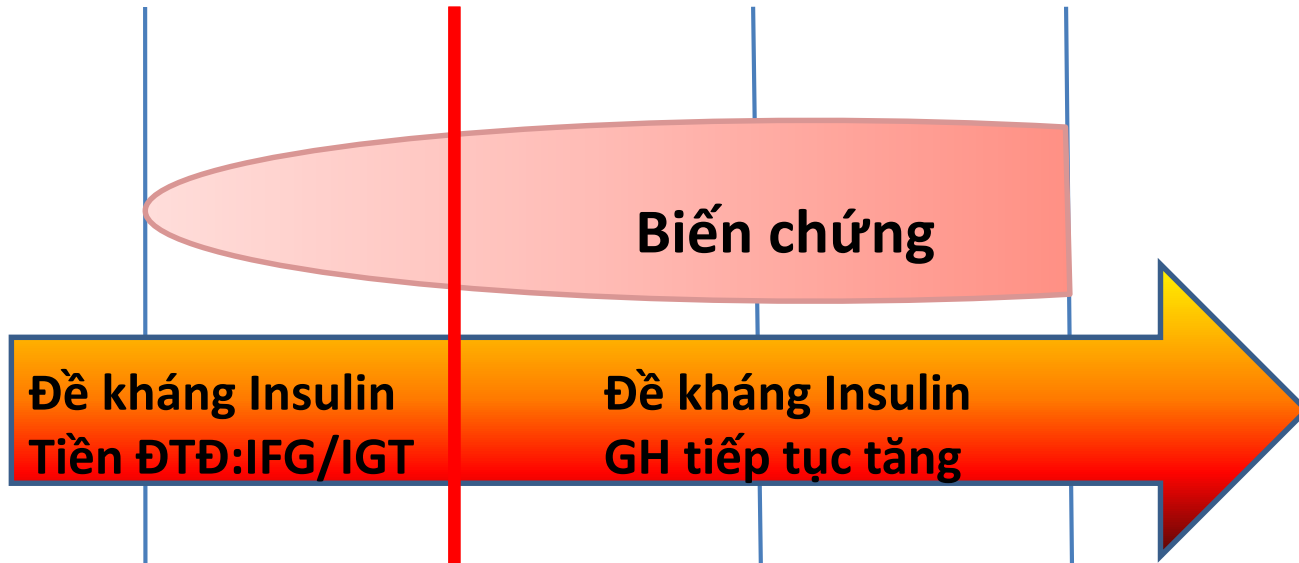 Biến chứng
Đề kháng Insulin
Tiền ĐTĐ:IFG/IGT
Đề kháng Insulin
GH tiếp tục tăng